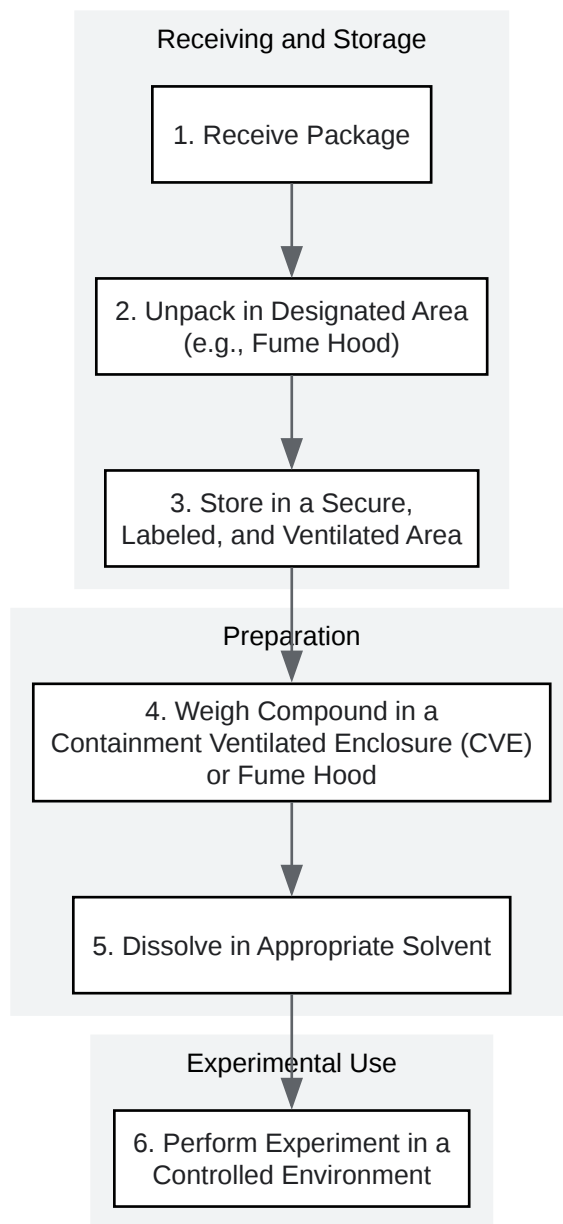 Receiving and Storage
1. Receive Package
2. Unpack in Designated Area
(e.g., Fume Hood)
3. Store in a Secure,
Labeled, and Ventilated Area
Preparation
4. Weigh Compound in a
Containment Ventilated Enclosure (CVE)
or Fume Hood
5. Dissolve in Appropriate Solvent
Experimental Use
6. Perform Experiment in a
Controlled Environment